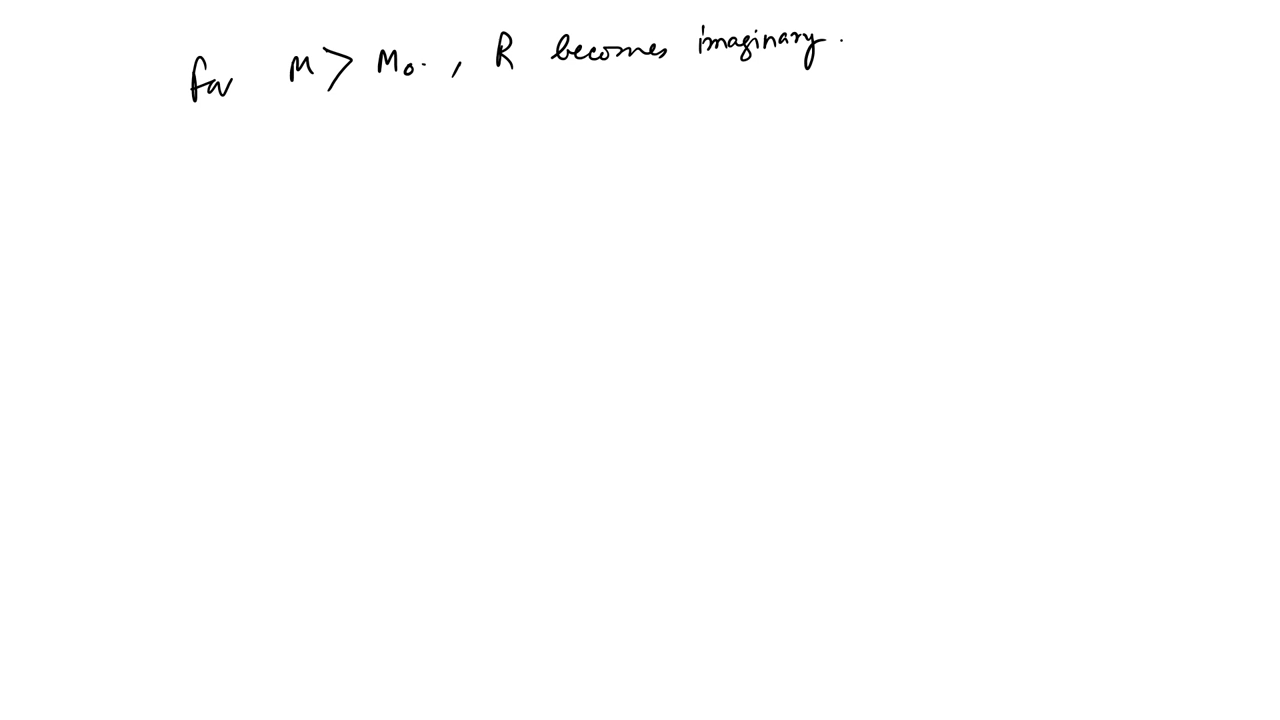 For M > M₀. , R becomes imaginary.